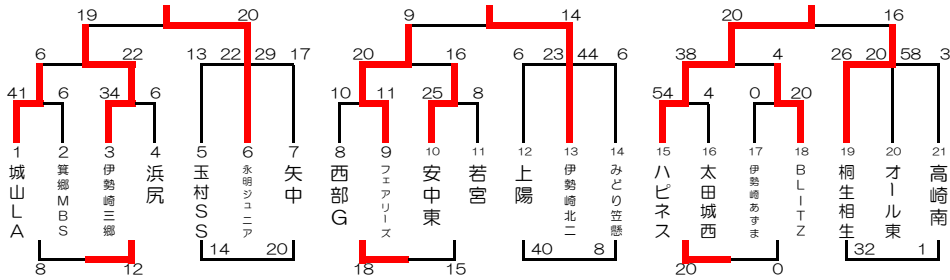 19 20 9 14 20 16
6 22 13 22 29 17 20 16 6 23 44 6 38 4 26 20 58 3
41 6 34 6 10 11 25 8 54 4 0 20
1 2 3 4 5 6 7 8 9 10 11 12 13 14 15 16 17 18 19 20 21
城山LA 箕郷MBS 伊勢崎三郷 浜尻 玉村SS 永明ジュニア 矢中 西部G フェアリーズ 安中東 若宮 上陽 伊勢崎北二 みどり笠懸 ハピネス 太田城西 伊勢崎あずま BLITZ 桐生相生 オール東 高崎南
14 20 40 8 32 1
8 12 18 15 20 0